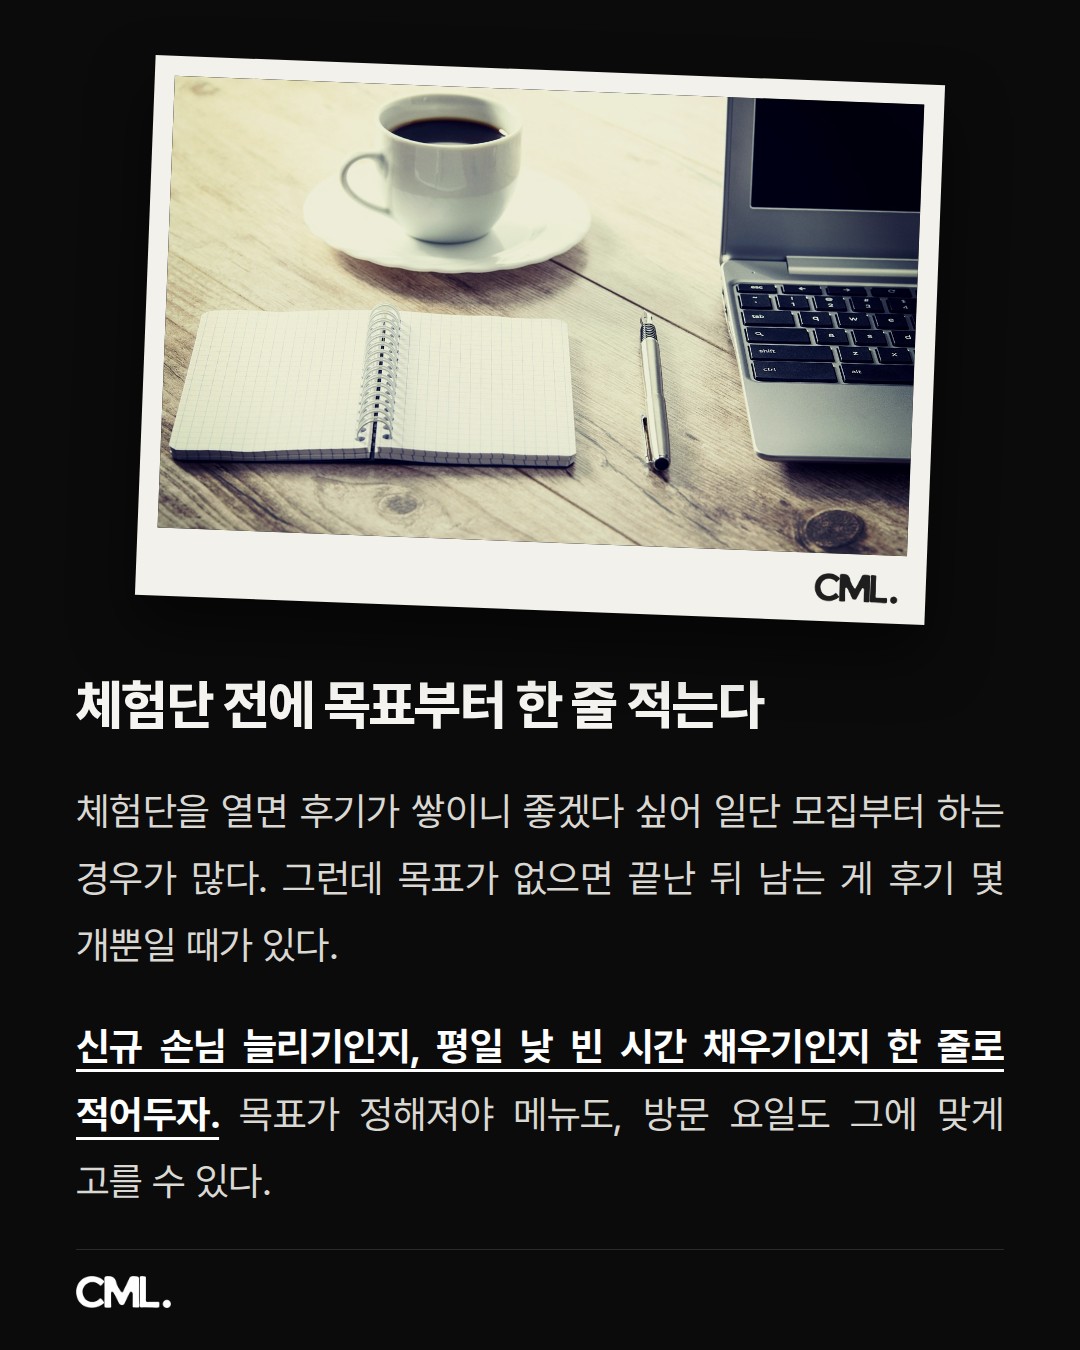 esc
tab
q
w
e
a
s
d
shift
z
x
ctrl
alt
CML.
체험단 전에 목표부터 한 줄 적는다
체험단을 열면 후기가 쌓이니 좋겠다 싶어 일단 모집부터 하는
경우가 많다. 그런데 목표가 없으면 끝난 뒤 남는 게 후기 몇
개뿐일 때가 있다.
신규 손님 늘리기인지, 평일 낮 빈 시간 채우기인지 한 줄로
적어두자. 목표가 정해져야 메뉴도, 방문 요일도 그에 맞게
고를 수 있다.
CML.